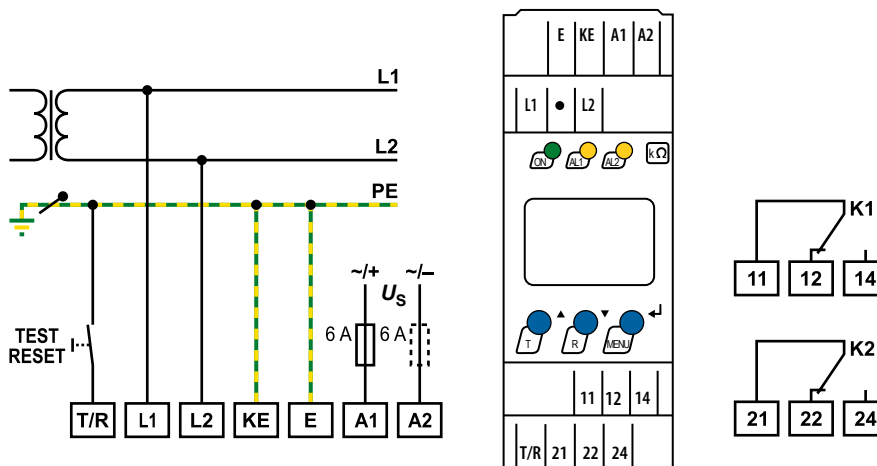 L1
L2
PE
~/+ ~/–
US
6 A 6 A
TEST
RESET
T/R L1 L2 KE E A1 A2
E KE A1 A2
L1 • L2
ON AL1 AL2 kΩ
T ▲ R ▼ MENU ↵
11 12 14
T/R 21 22 24
K1
11 12 14
K2
21 22 24